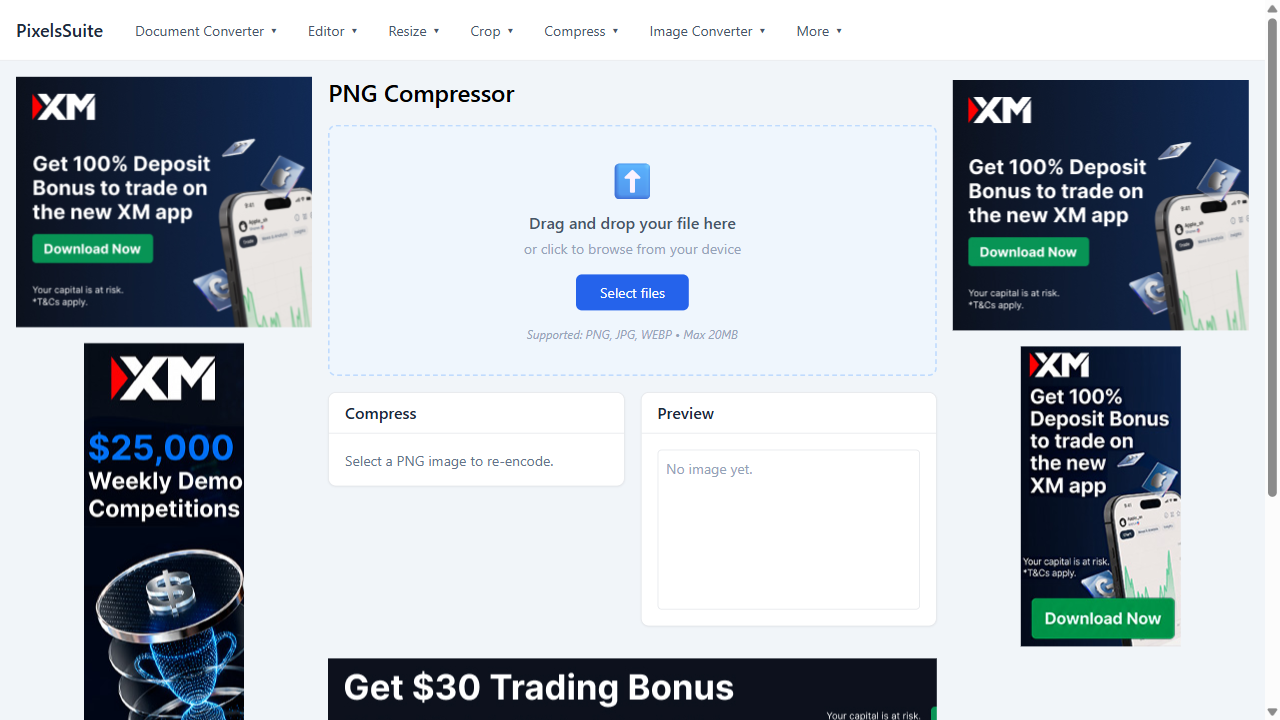 PixelsSuite
Document Converter ▼
Editor ▼
Resize ▼
Crop ▼
Compress ▼
Image Converter ▼
More ▼
XM
Get 100% Deposit
Bonus to trade on
the new XM app
Download Now
Your capital is at risk.
*T&Cs apply.
XM
$25,000
Weekly Demo
Competitions
PNG Compressor
Drag and drop your file here
or click to browse from your device
Select files
Supported: PNG, JPG, WEBP • Max 20MB
Compress
Select a PNG image to re-encode.
Preview
No image yet.
Get $30 Trading Bonus
Your capital is at risk.
XM
Get 100% Deposit
Bonus to trade on
the new XM app
Download Now
Your capital is at risk.
*T&Cs apply.
XM
Get 100%
Deposit Bonus
to trade on
the new
XM app
Your capital is at risk.
*T&Cs apply.
Download Now